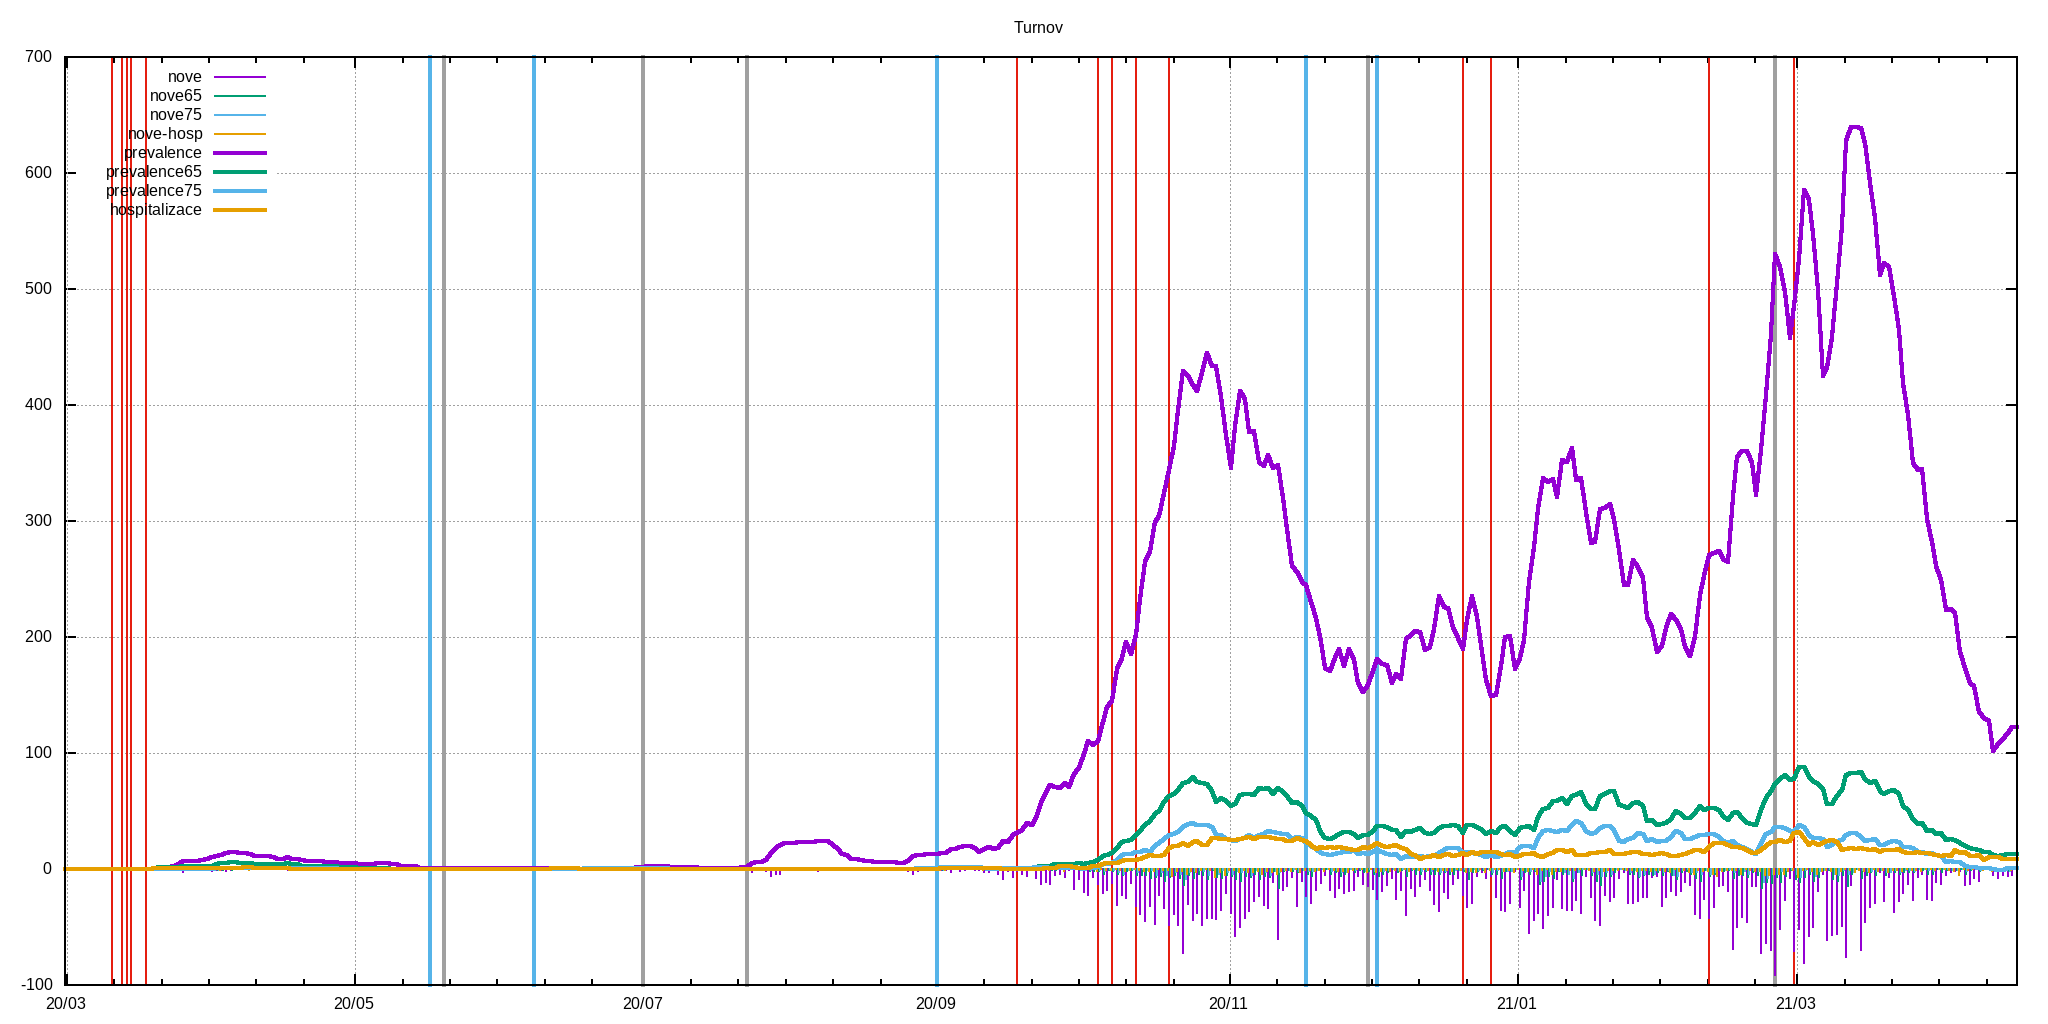 Turnov
700
600
500
400
300
200
100
0
-100
nove
nove65
nove75
nove-hosp
prevalence
prevalence65
prevalence75
hospitalizace
20/03 20/05 20/07 20/09 20/11 21/01 21/03